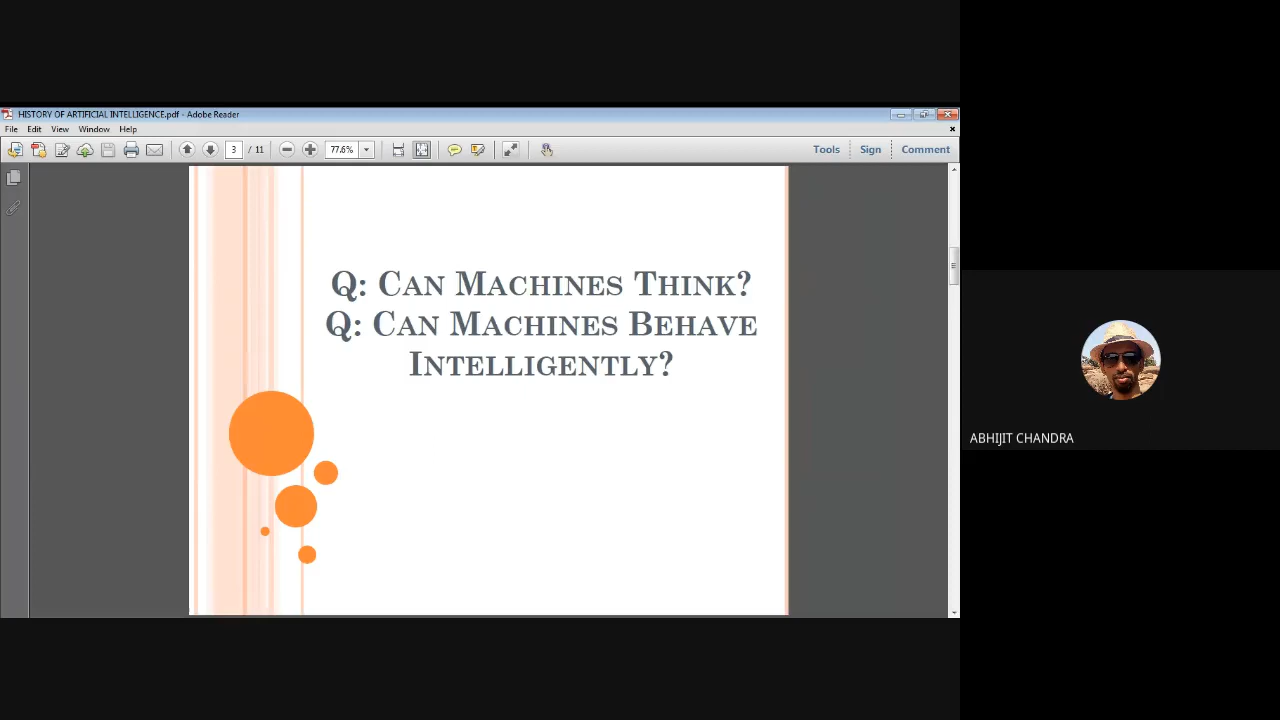 HISTORY OF ARTIFICIAL INTELLIGENCE.pdf - Adobe Reader
File Edit View Window Help
3 / 11 77.6% Tools Sign Comment
Q: CAN MACHINES THINK?
Q: CAN MACHINES BEHAVE
INTELLIGENTLY?
ABHIJIT CHANDRA